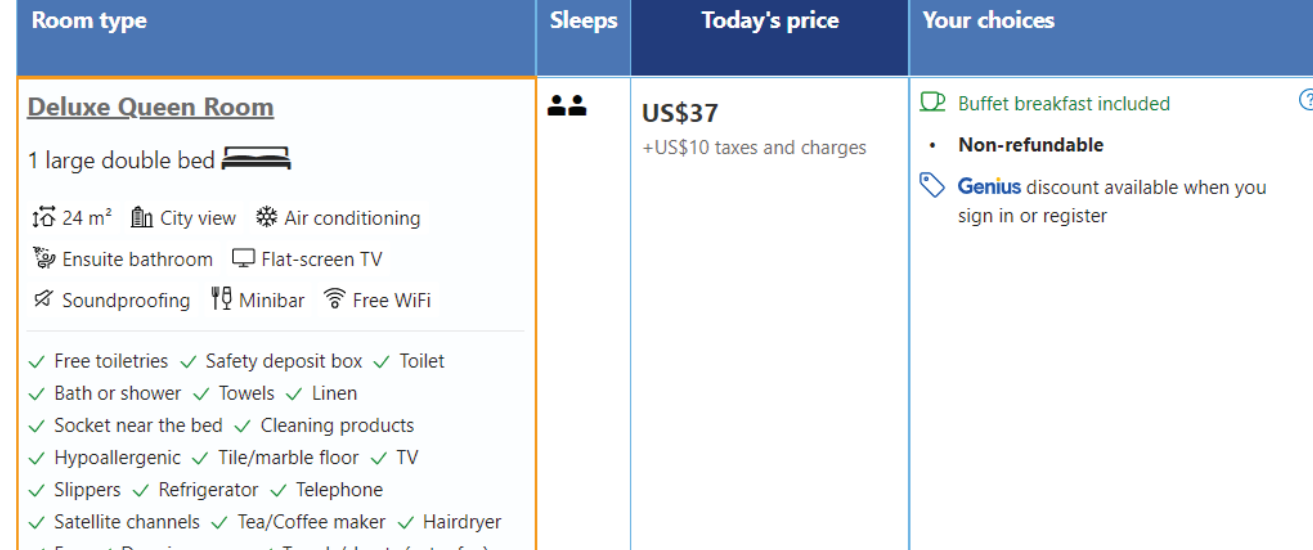 Room type
Sleeps
Today's price
Your choices
Deluxe Queen Room
1 large double bed
24 m² City view Air conditioning
Ensuite bathroom Flat-screen TV
Soundproofing Minibar Free WiFi
Free toiletries Safety deposit box Toilet
Bath or shower Towels Linen
Socket near the bed Cleaning products
Hypoallergenic Tile/marble floor TV
Slippers Refrigerator Telephone
Satellite channels Tea/Coffee maker Hairdryer
US$37
+US$10 taxes and charges
Buffet breakfast included
• Non-refundable
Genius discount available when you
sign in or register